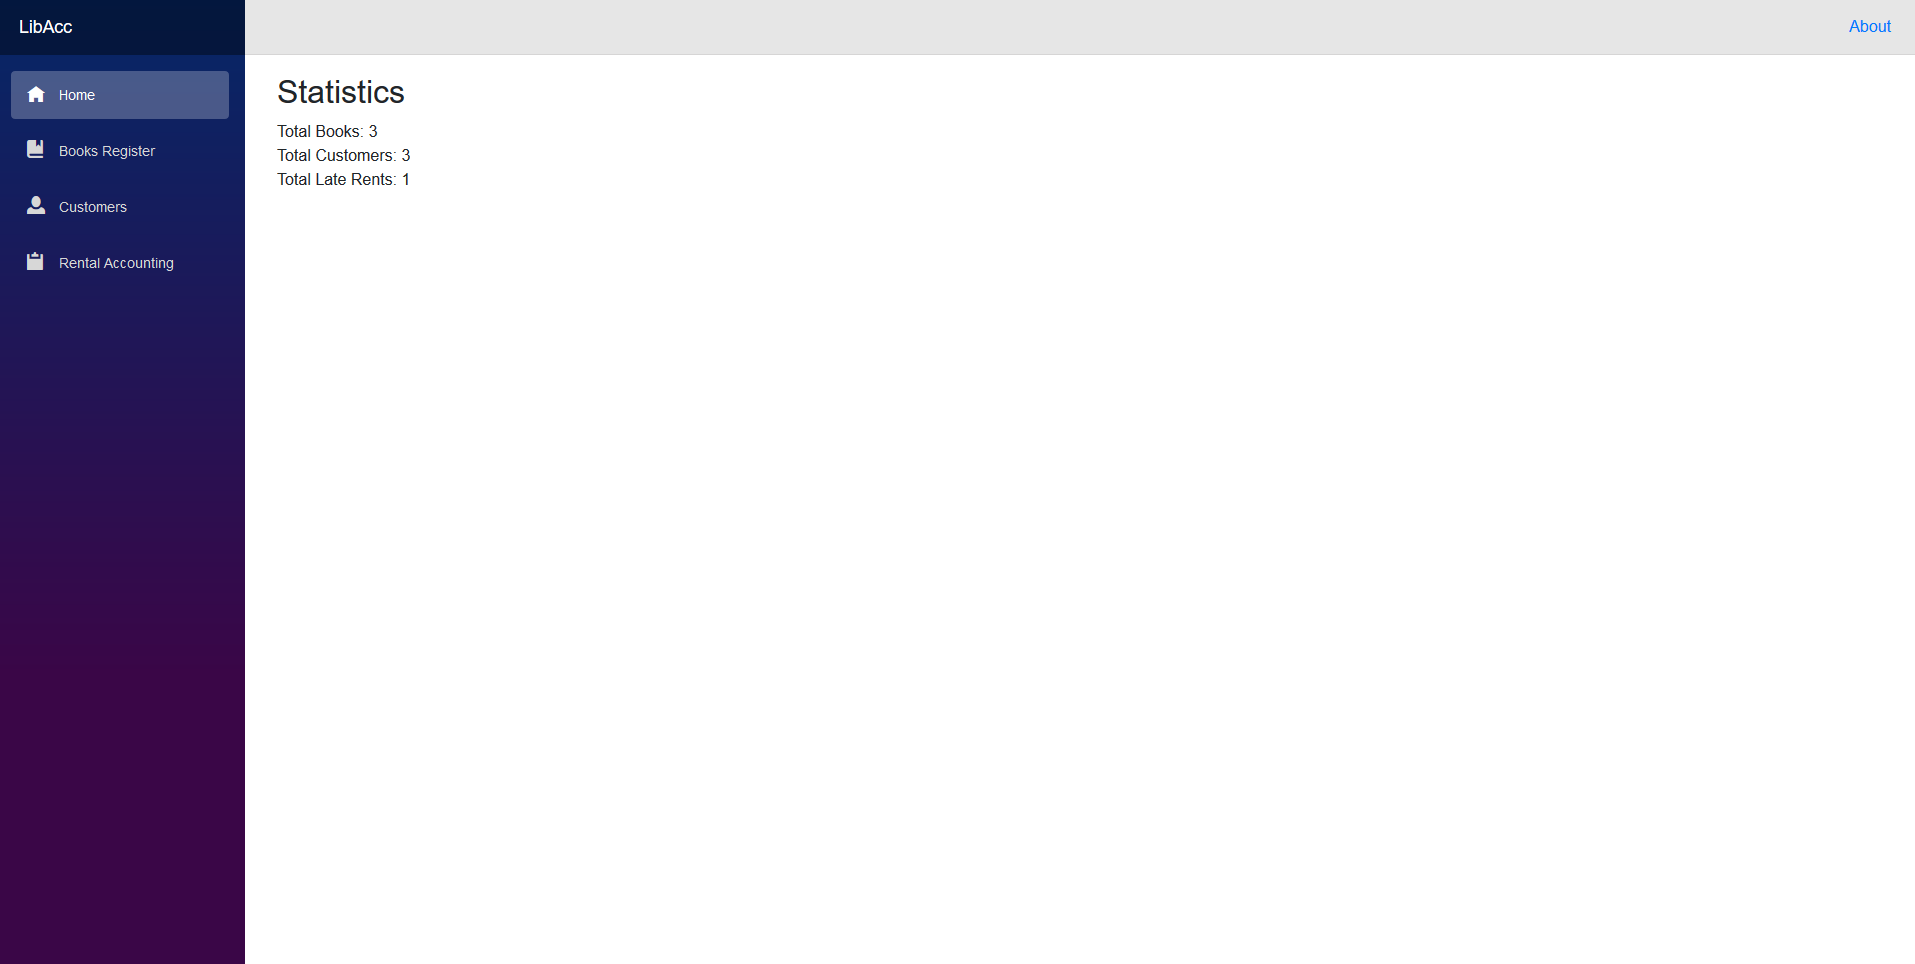 LibAcc
About
Home
Books Register
Customers
Rental Accounting
Statistics
Total Books: 3
Total Customers: 3
Total Late Rents: 1